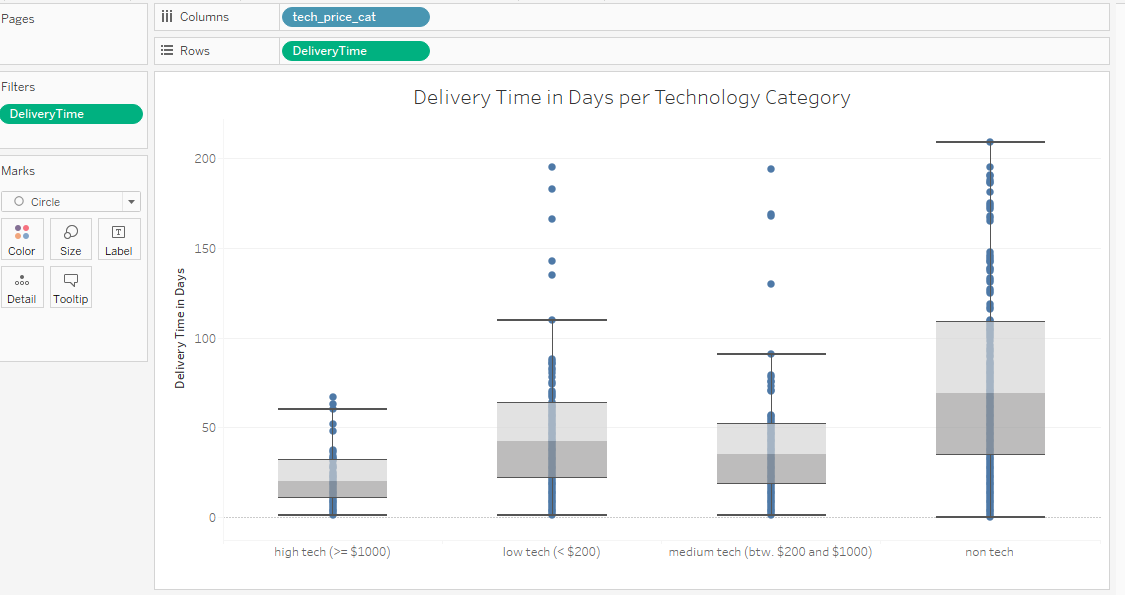 Pages
Columns
tech_price_cat
Rows
DeliveryTime
Filters
DeliveryTime
Marks
Circle
Color
Size
Label
Detail
Tooltip
Delivery Time in Days per Technology Category
Delivery Time in Days
200
150
100
50
0
high tech (>= $1000)
low tech (< $200)
medium tech (btw. $200 and $1000)
non tech